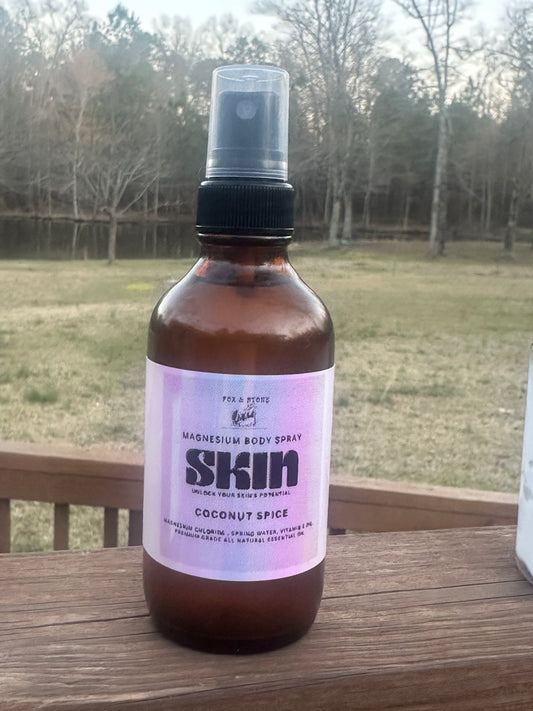 FOX & STONE
MAGNESIUM BODY SPRAY
SKIN
UNLOCK YOUR SKINS POTENTIAL
COCONUT SPICE
MAGNESIUM CHLORIDE , SPRING WATER, VITAMIN E OIL,
PREMIUM GRADE ALL NATURAL ESSENTIAL OIL